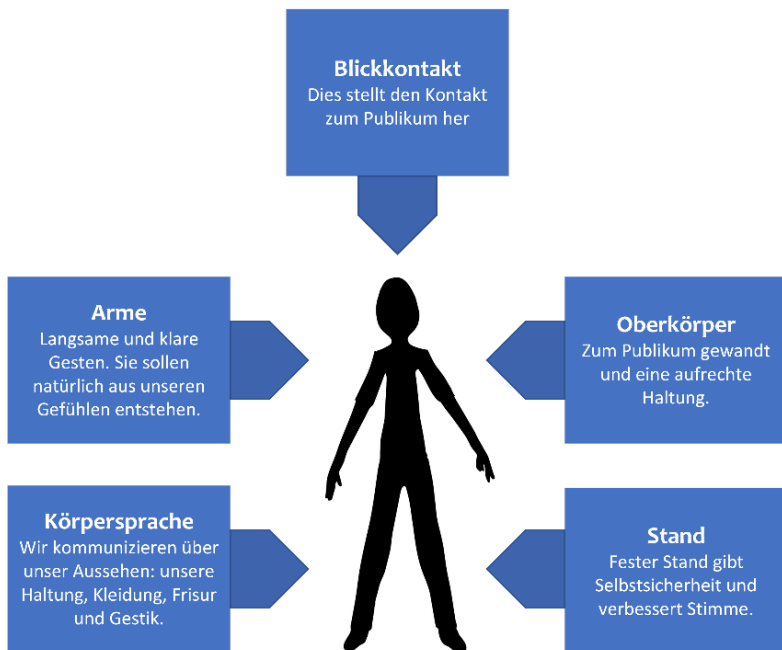 Blickkontakt
Dies stellt den Kontakt
zum Publikum her
Arme
Langsame und klare
Gesten. Sie sollen
natürlich aus unseren
Gefühlen entstehen.
Oberkörper
Zum Publikum gewandt
und eine aufrechte
Haltung.
Körpersprache
Wir kommunizieren über
unser Aussehen: unsere
Haltung, Kleidung, Frisur
und Gestik.
Stand
Fester Stand gibt
Selbstsicherheit und
verbessert Stimme.